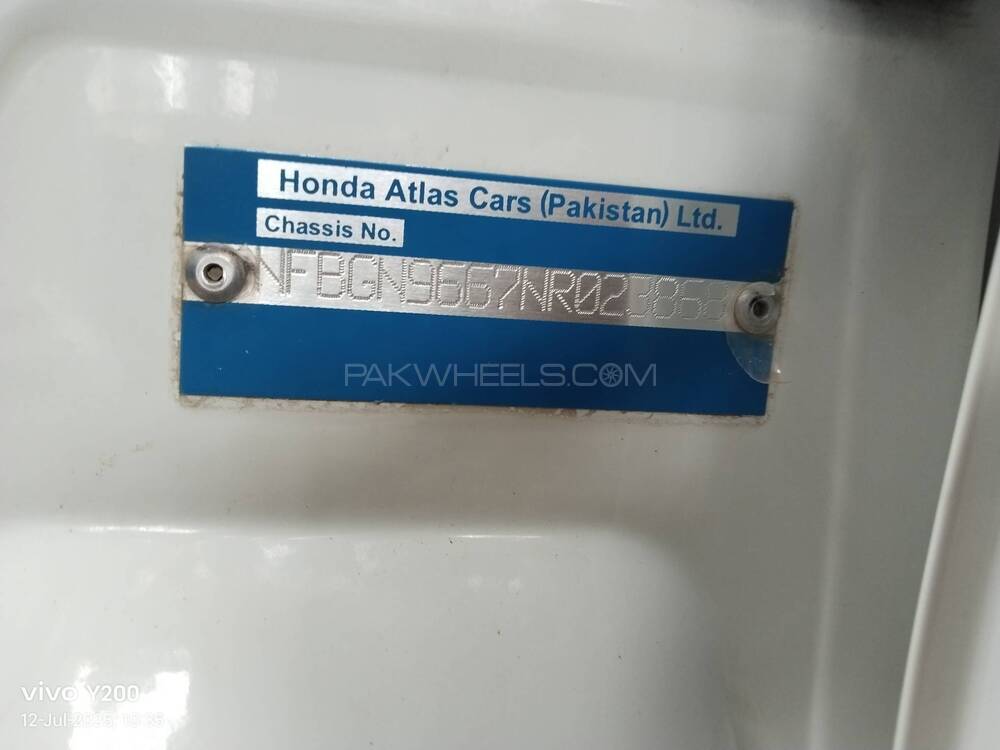 Honda Atlas Cars (Pakistan) Ltd.
Chassis No.
NFBGN9667NR023868
PAKWHEELS.COM
vivo Y200